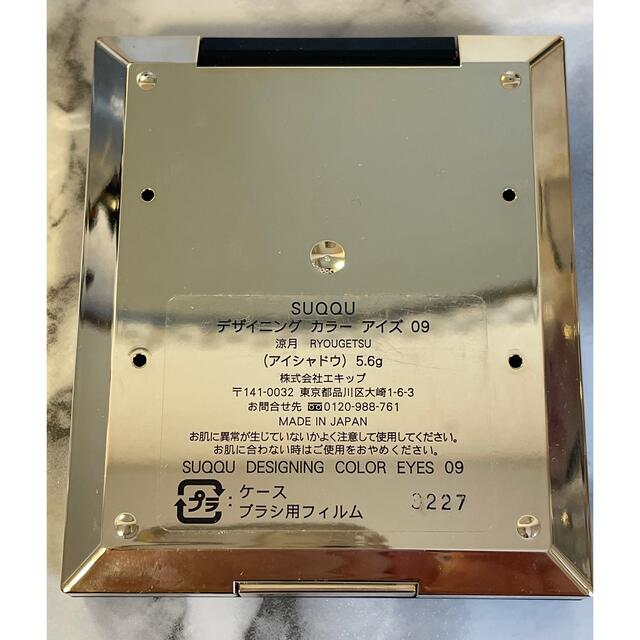 SUQQU
デザイニング カラー アイズ 09
涼月 RYOUGETSU
(アイシャドウ) 5.6g
株式会社エキップ
〒141-0032 東京都品川区大崎1-6-3
お問合せ先 0120-988-761
MADE IN JAPAN
お肌に異常が生じていないかよく注意して使用してください。
お肌に合わない時はご使用をおやめください。
SUQQU DESIGNING COLOR EYES 09
プラ : ケース
ブラシ用フィルム
3227